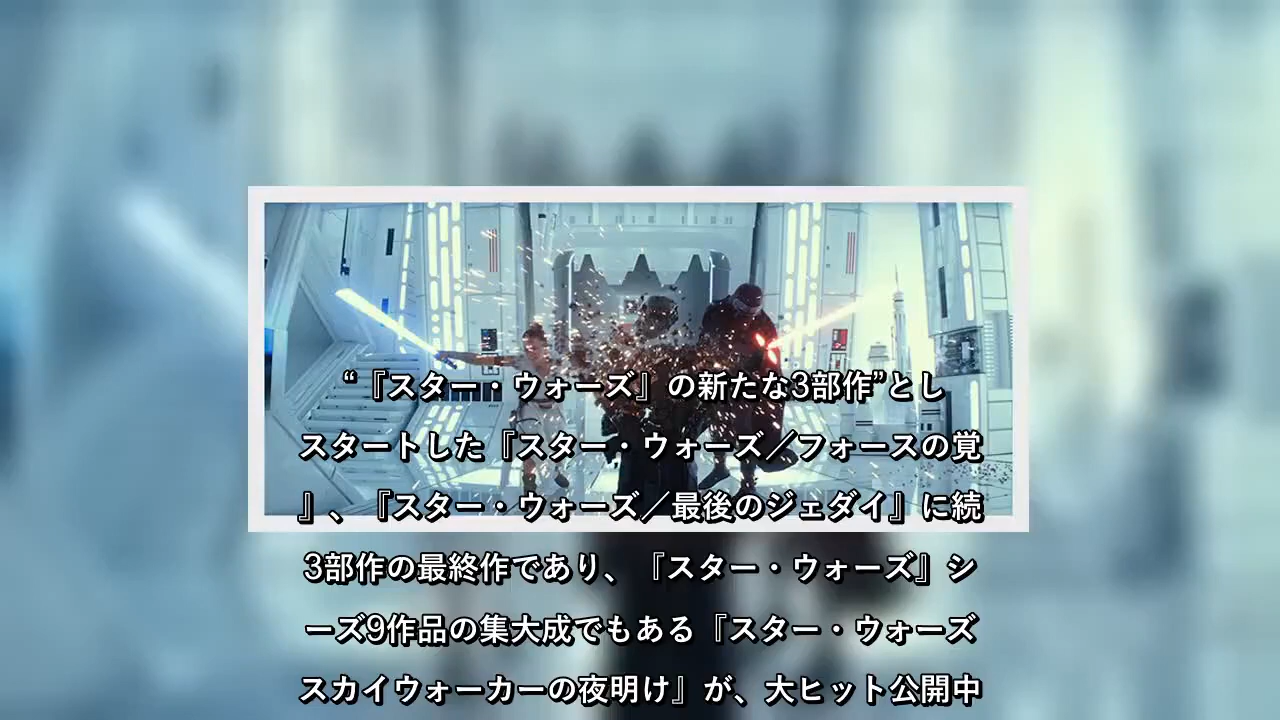 “『スター・ウォーズ』の新たな3部作”とし
スタートした『スター・ウォーズ／フォースの覚
』、『スター・ウォーズ／最後のジェダイ』に続
3部作の最終作であり、『スター・ウォーズ』シ
ーズ9作品の集大成でもある『スター・ウォーズ
スカイウォーカーの夜明け』が、大ヒット公開中